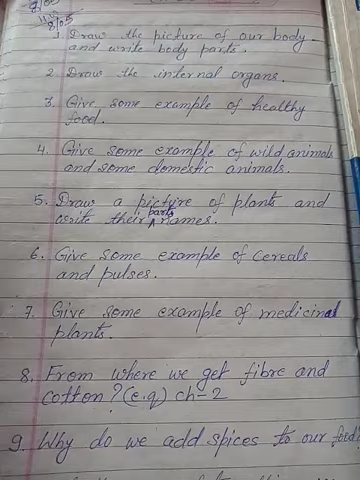 1. Draw the picture of our body
and write body parts.
2. Draw the internal organs.
3. Give some example of healthy
food.
4. Give some example of wild animals
and some domestic animals.
5. Draw a picture of plants and
write their parts names.
6. Give some example of cereals
and pulses.
7. Give some example of medicinal
plants.
8. From where we get fibre and
cotton? (e.q) ch-2
9. Why do we add spices to our food?